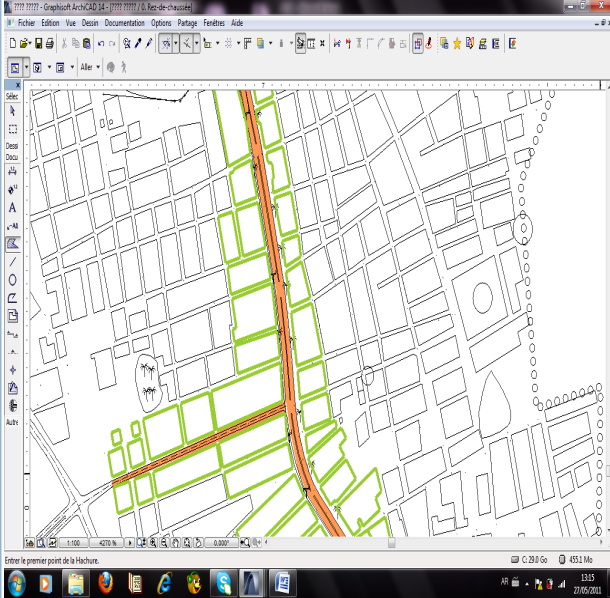 ???? ????? - Graphisoft ArchiCAD 14 - [???? ????? / 0. Rez-de-chaussée]
Fichier Edition Vue Dessin Documentation Options Partage Fenêtres Aide
Aller
Sélec
Dessi
Docu
A
A1
Autre
1:100 4270 % 0,000°
Entrer le premier point de la Hachure. C: 29.0 Go 455.1 Mo
AR 13:15
27/05/2011